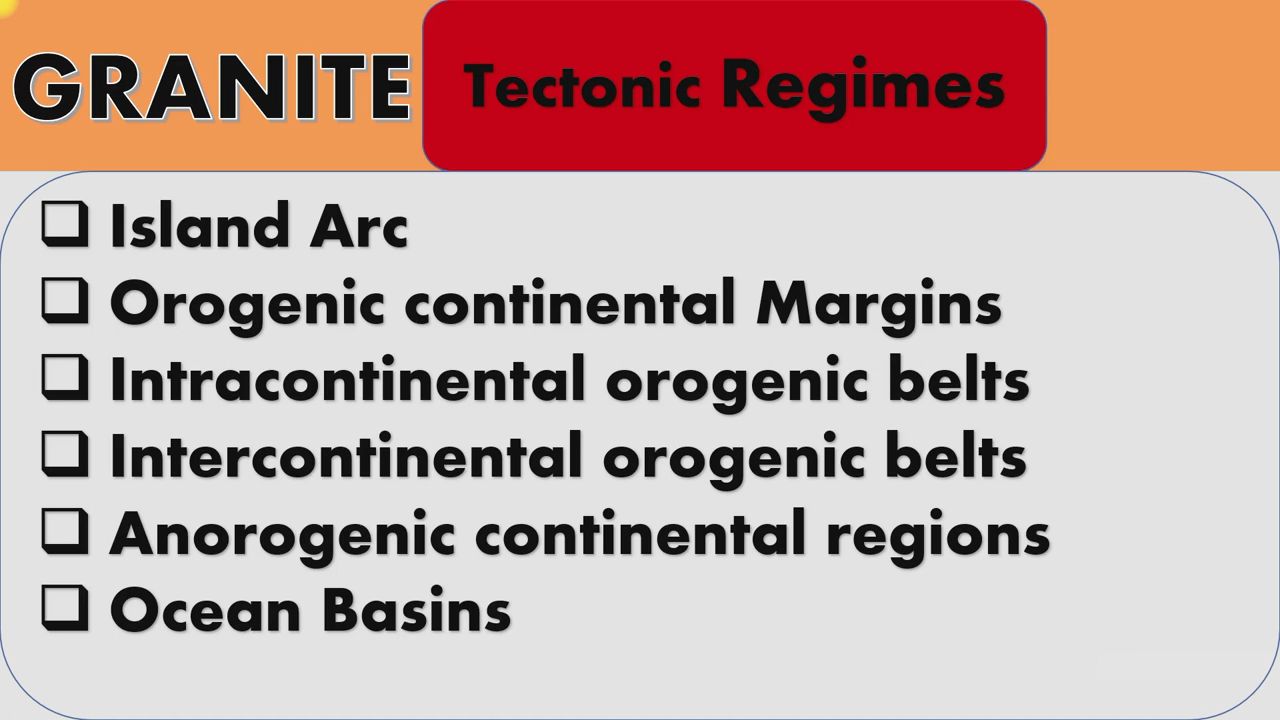 GRANITE Tectonic Regimes
❑ Island Arc
❑ Orogenic continental Margins
❑ Intracontinental orogenic belts
❑ Intercontinental orogenic belts
❑ Anorogenic continental regions
❑ Ocean Basins